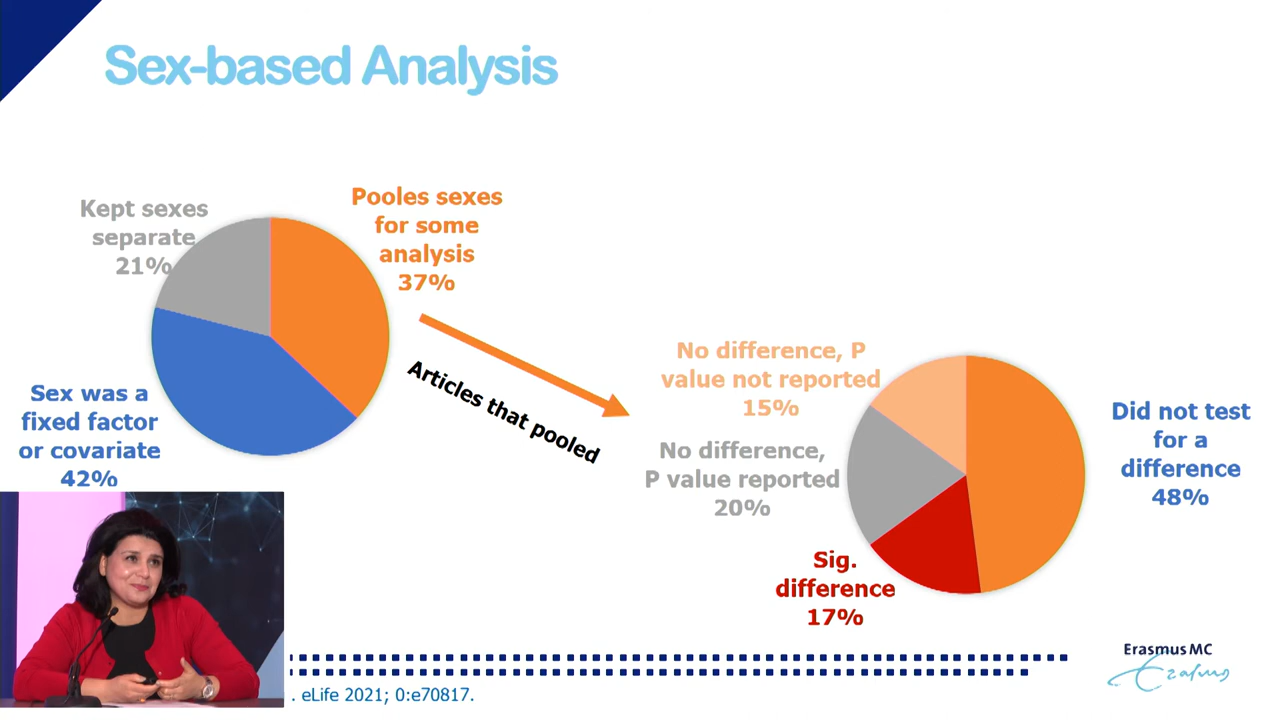 Sex-based Analysis
Kept sexes
separate
21%
Pooles sexes
for some
analysis
37%
Sex was a
fixed factor
or covariate
42%
Articles that pooled
No difference, P
value not reported
15%
No difference,
P value reported
20%
Sig.
difference
17%
Did not test
for a
difference
48%
. eLife 2021; 0:e70817.
Erasmus MC
Erasmus